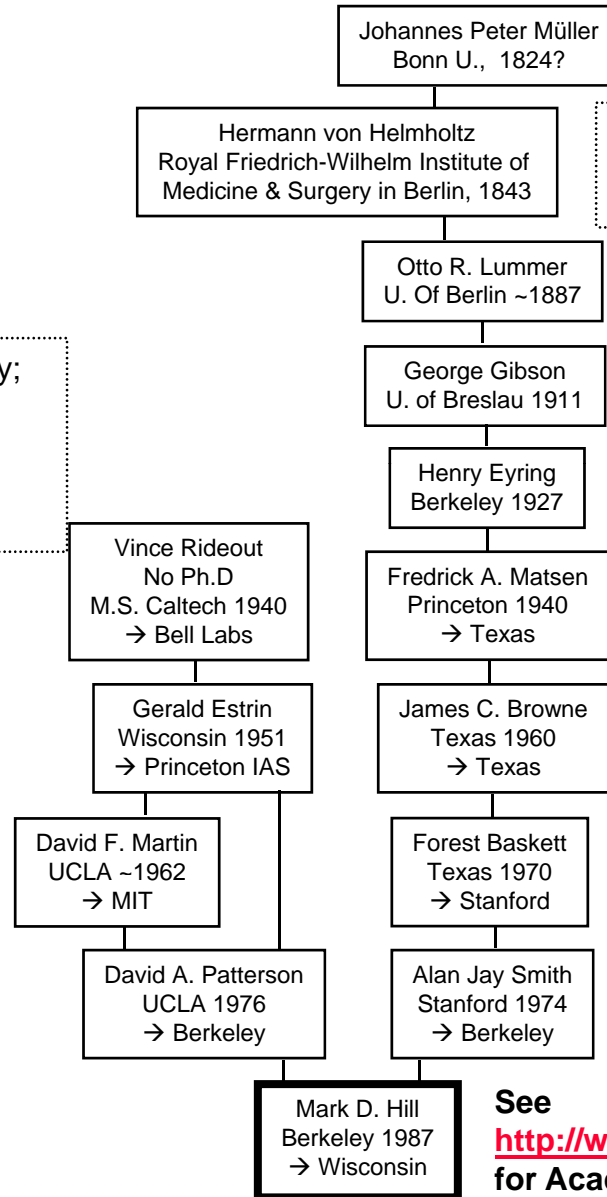 Johannes Peter Müller
Bonn U., 1824?
Hermann von Helmholtz
Royal Friedrich-Wilhelm Institute of
Medicine & Surgery in Berlin, 1843
Otto R. Lummer
U. Of Berlin ~1887
y;
George Gibson
U. of Breslau 1911
Henry Eyring
Berkeley 1927
Vince Rideout
No Ph.D
M.S. Caltech 1940
→ Bell Labs
Fredrick A. Matsen
Princeton 1940
→ Texas
Gerald Estrin
Wisconsin 1951
→ Princeton IAS
James C. Browne
Texas 1960
→ Texas
David F. Martin
UCLA ~1962
→ MIT
Forest Baskett
Texas 1970
→ Stanford
David A. Patterson
UCLA 1976
→ Berkeley
Alan Jay Smith
Stanford 1974
→ Berkeley
Mark D. Hill
Berkeley 1987
→ Wisconsin
See
http://w
for Aca